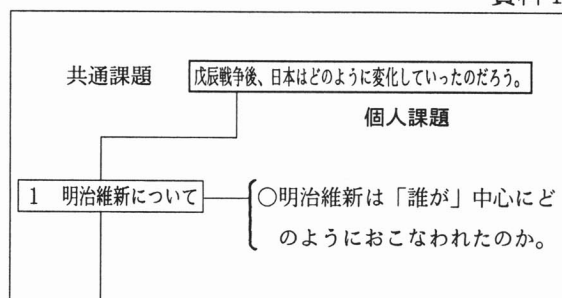 共通課題
戊辰戦争後、日本はどのように変化していったのだろう。
個人課題
1 明治維新について
○明治維新は「誰が」中心にど
のようにおこなわれたのか。